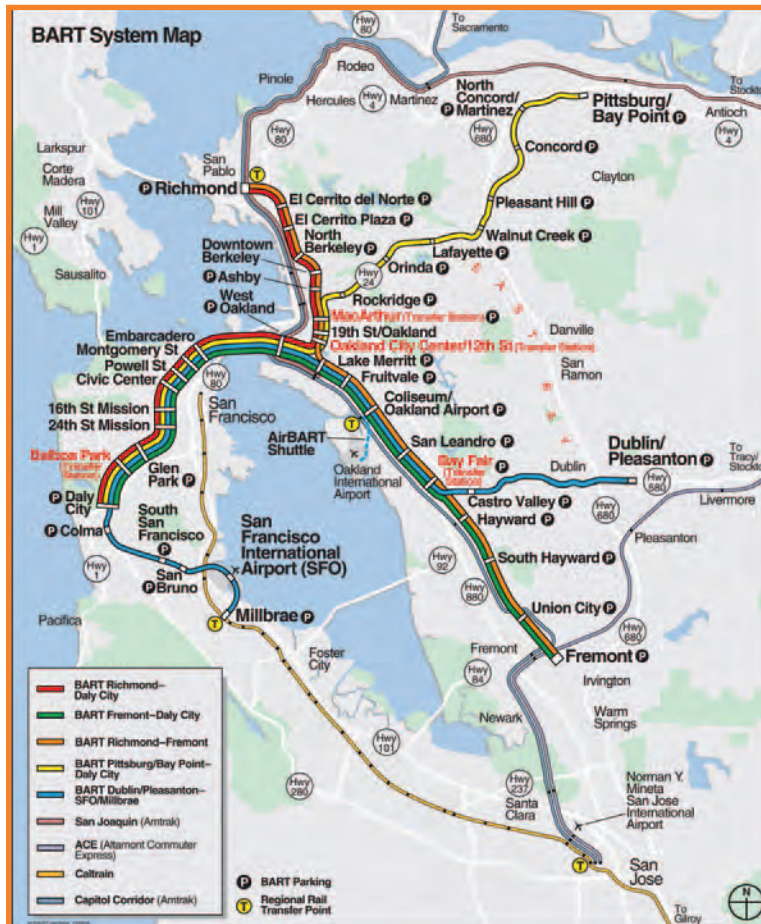 BART System Map
To
Sacramento
Hwy
80
Rodeo
Pinole
Hercules
Hwy
4
Martinez
North
Concord/
Martinez
P
Hwy
680
Pittsburg/
Bay Point P
To
Stockton
Antioch
Hwy
4
Hwy
80
Concord P
Clayton
Larkspur
Corte
Madera
Hwy
101
Mill
Valley
Hwy
1
Sausalito
San
Pablo
T
P Richmond
El Cerrito del Norte P
El Cerrito Plaza P
North
Berkeley P
Pleasant Hill P
Walnut Creek P
Lafayette P
Orinda P
Hwy
24
Downtown
Berkeley
P Ashby
West
P Oakland
Rockridge P
MacArthur (Transfer Stations) P
19th St/Oakland
Oakland City Center/12th St (Transfer Stations)
Danville
San
Ramon
Embarcadero
Montgomery St
Powell St
Civic Center
16th St Mission
24th St Mission
Hwy
80
San
Francisco
Lake Merritt P
Fruitvale P
Coliseum/
Oakland Airport P
T
AirBART
Shuttle
Oakland
International
Airport
San Leandro P
Bay Fair P
(Transfer
Station)
Dublin
Dublin/
Pleasanton P
Hwy
580
To
Tracy/
Stockton
Livermore
Balboa Park
(Transfer
Stations)
Glen
Park P
P Daly
City
P Colma
Hwy
1
South
San
Francisco
P
San
P Bruno
San
Francisco
International
Airport (SFO)
T
Millbrae P
Pacifica
Castro Valley P
Hayward P
Hwy
680
Pleasanton
Hwy
92
South Hayward P
Hwy
880
Union City P
Hwy
680
Fremont
Fremont P
Foster
City
Hwy
84
Irvington
Newark
Warm
Springs
Hwy
101
Hwy
280
Hwy
237
Santa
Clara
Norman Y.
Mineta
San Jose
International
Airport
T
San
Jose
To
Gilroy
N
BART Richmond–
Daly City
BART Fremont–Daly City
BART Richmond–Fremont
BART Pittsburg/Bay Point–
Daly City
BART Dublin/Pleasanton–
SFO/Millbrae
San Joaquin (Amtrak)
ACE (Altamont Commuter
Express)
Caltrain
Capitol Corridor (Amtrak)
P BART Parking
T Regional Rail
Transfer Point